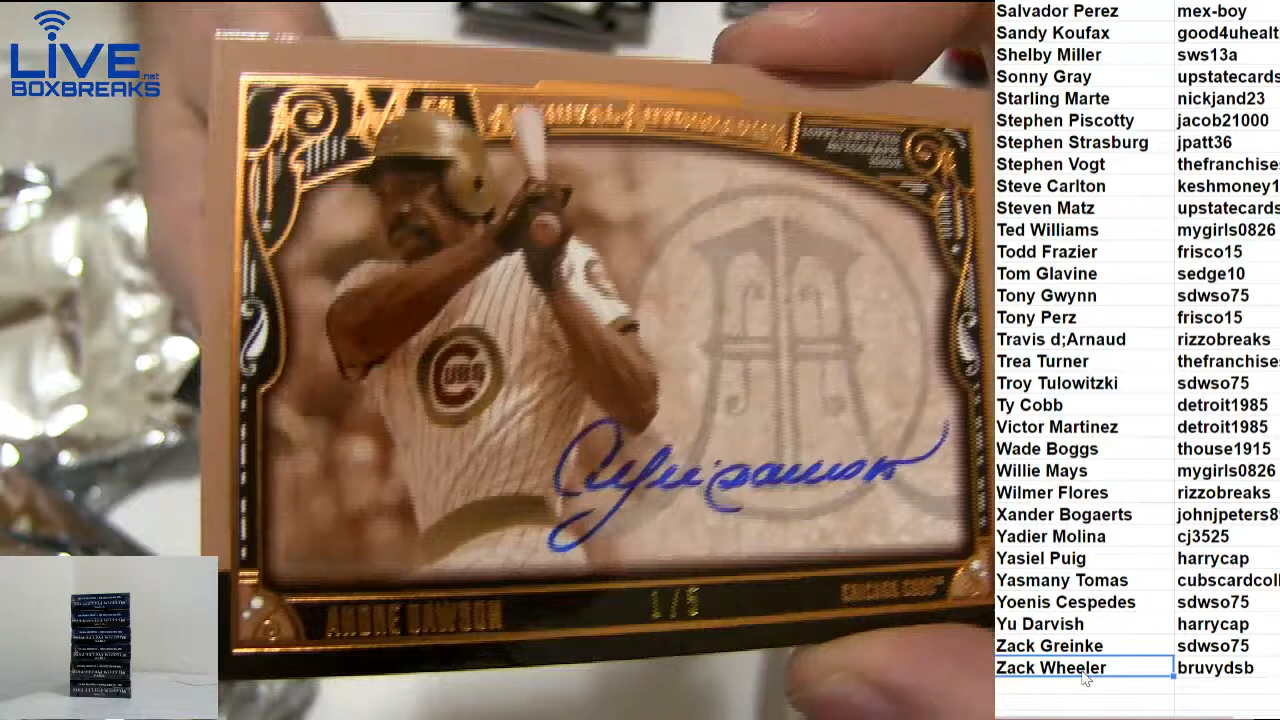 LIVE
BOXBREAKS.net
CUBS
ANDRE DAWSON
1/5
CHICAGO CUBS
Salvador Perez mex-boy
Sandy Koufax good4uhealt
Shelby Miller sws13a
Sonny Gray upstatecards
Starling Marte nickjand23
Stephen Piscotty jacob21000
Stephen Strasburg jpatt36
Stephen Vogt thefranchise
Steve Carlton keshmoney1
Steven Matz upstatecards
Ted Williams mygirls0826
Todd Frazier frisco15
Tom Glavine sedge10
Tony Gwynn sdwso75
Tony Perz frisco15
Travis d;Arnaud rizzobreaks
Trea Turner thefranchise
Troy Tulowitzki sdwso75
Ty Cobb detroit1985
Victor Martinez detroit1985
Wade Boggs thouse1915
Willie Mays mygirls0826
Wilmer Flores rizzobreaks
Xander Bogaerts johnjpeters8
Yadier Molina cj3525
Yasiel Puig harrycap
Yasmany Tomas cubscardcoll
Yoenis Cespedes sdwso75
Yu Darvish harrycap
Zack Greinke sdwso75
Zack Wheeler bruvydsb